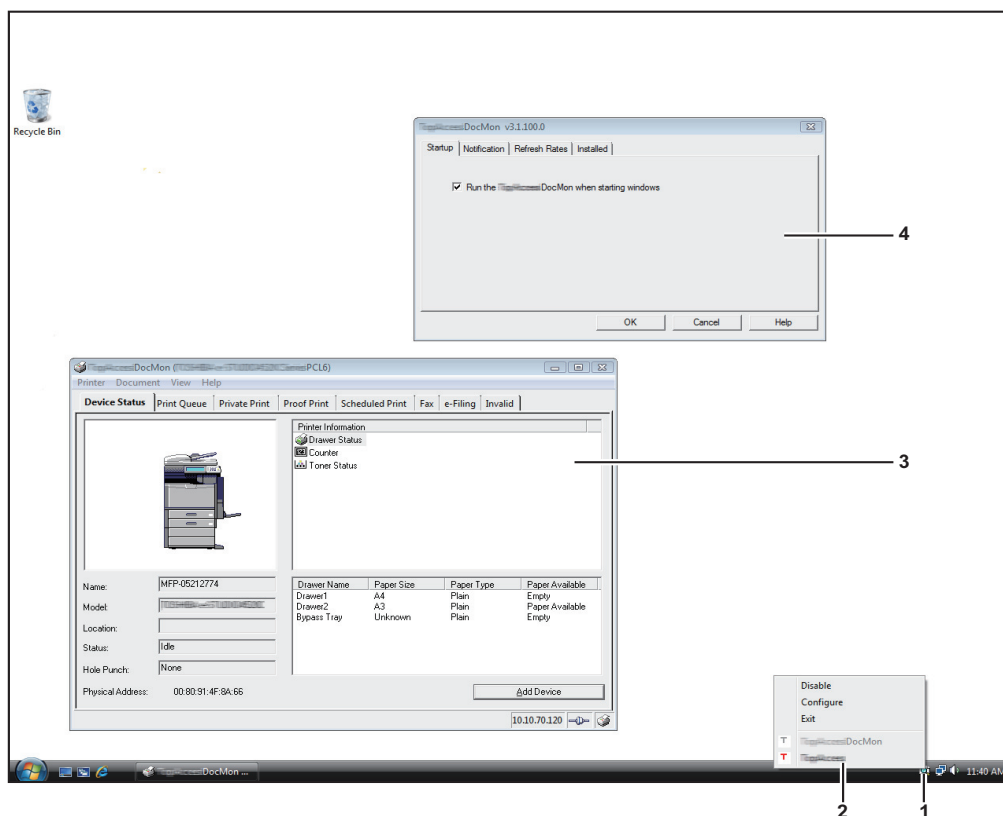 Recycle Bin
DocMon v3.1.100.0
Startup Notification Refresh Rates Installed
Run the DocMon when starting windows
4
OK Cancel Help
DocMon ( PCL6)
Printer Document View Help
Device Status Print Queue Private Print Proof Print Scheduled Print Fax e-Filing Invalid
Printer Information
Drawer Status
Counter
Toner Status
3
Name: MFP-05212774
Model:
Location:
Status: Idle
Hole Punch: None
Physical Address: 00:80:91:4F:8A:66
Drawer Name Paper Size Paper Type Paper Available
Drawer1 A4 Plain Empty
Drawer2 A3 Plain Paper Available
Bypass Tray Unknown Plain Empty
Add Device
10.10.70.120
Disable
Configure
Exit
DocMon
DocMon ...
11:40 AM
2 1